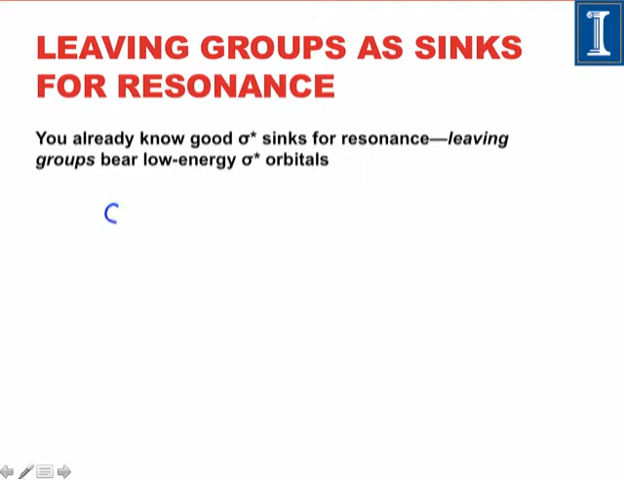 LEAVING GROUPS AS SINKS
FOR RESONANCE
You already know good σ* sinks for resonance—leaving
groups bear low-energy σ* orbitals
C